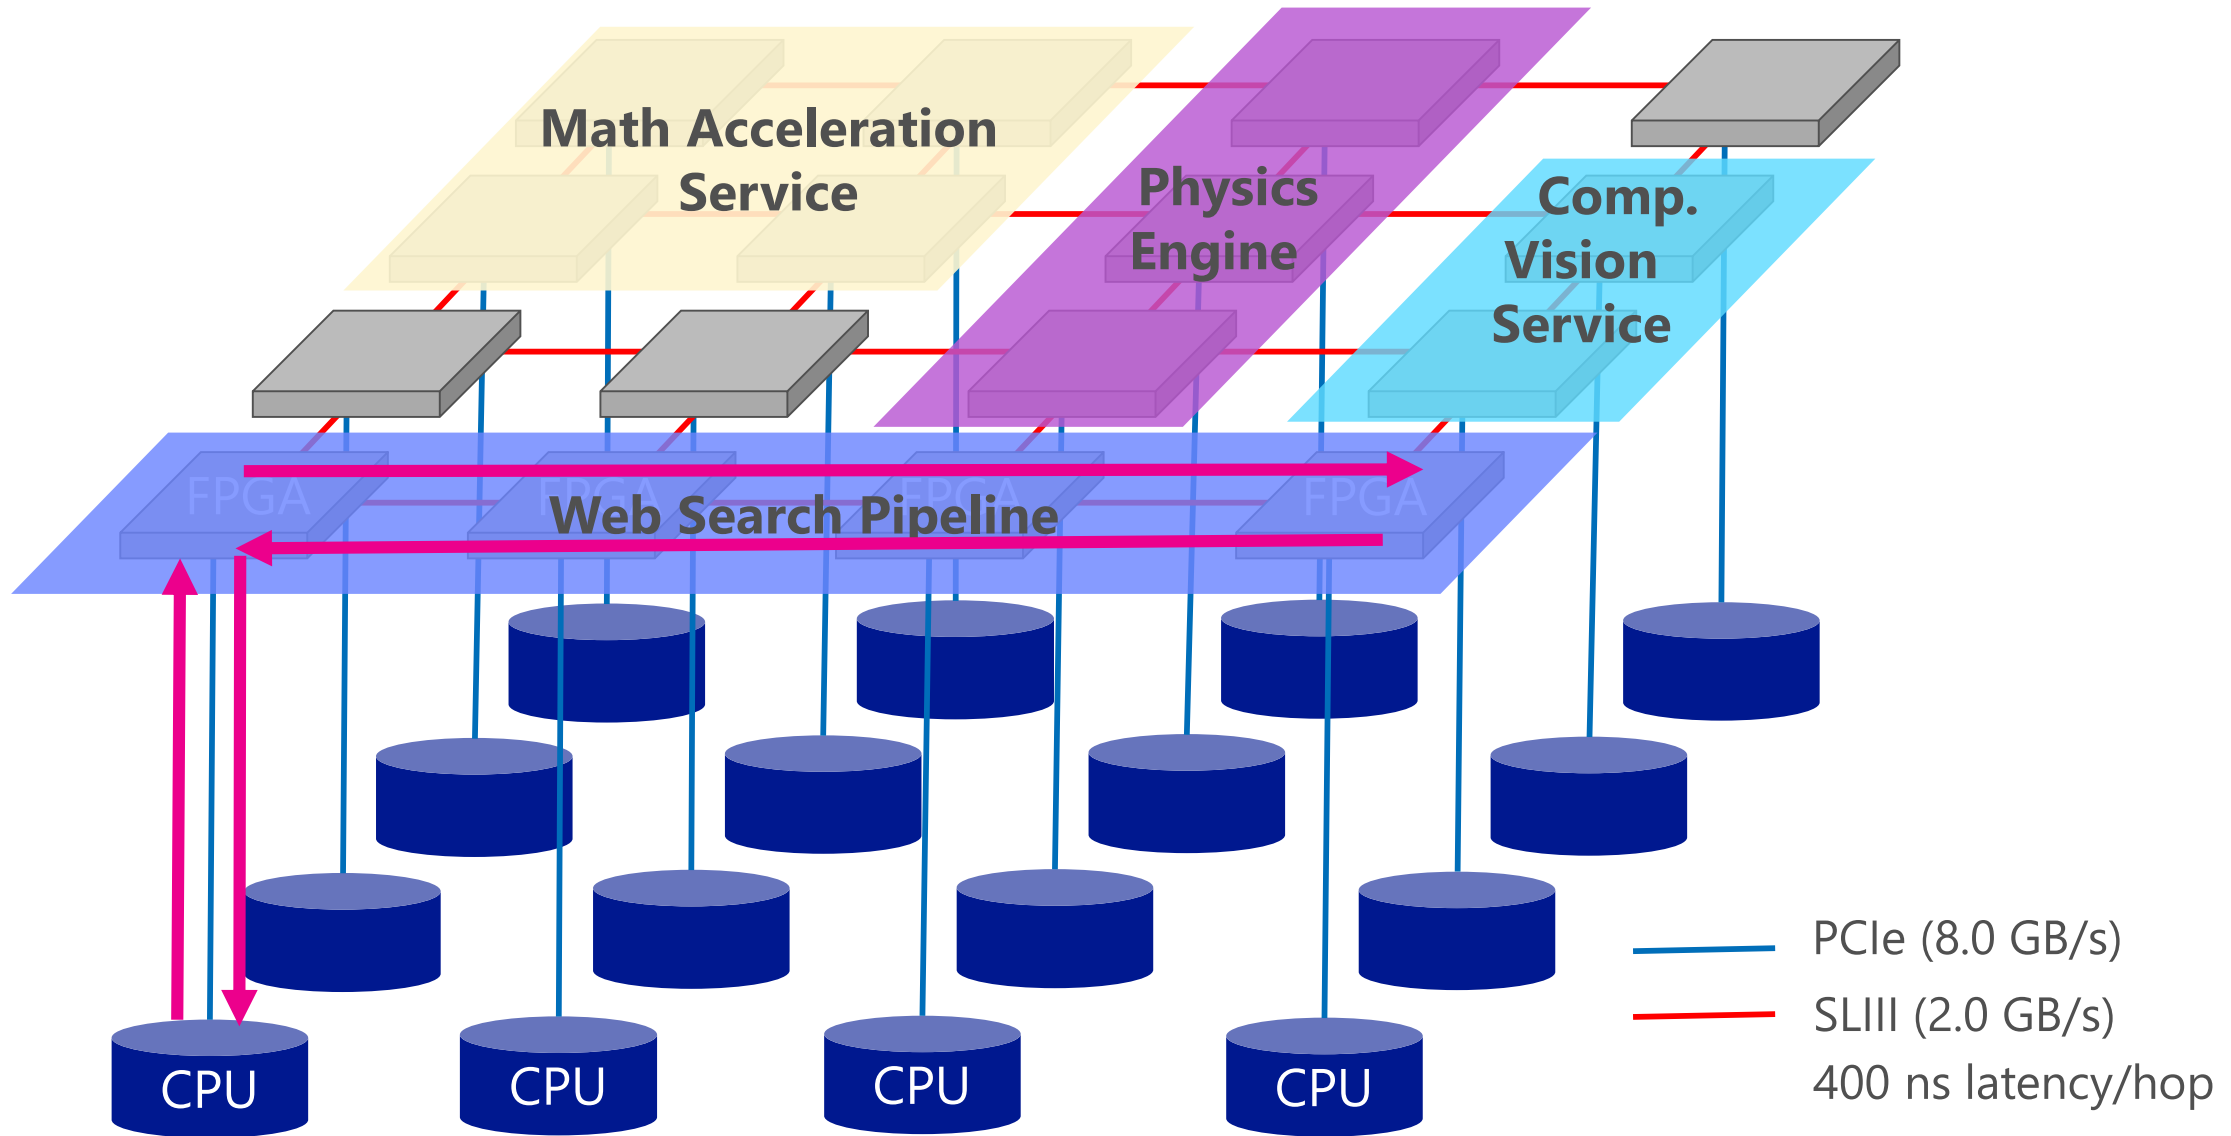 Math Acceleration
Service
Physics
Engine
Comp.
Vision
Service
FPGA
FPGA
FPGA
FPGA
Web Search Pipeline
PCIe (8.0 GB/s)
SLIII (2.0 GB/s)
400 ns latency/hop
CPU
CPU
CPU
CPU